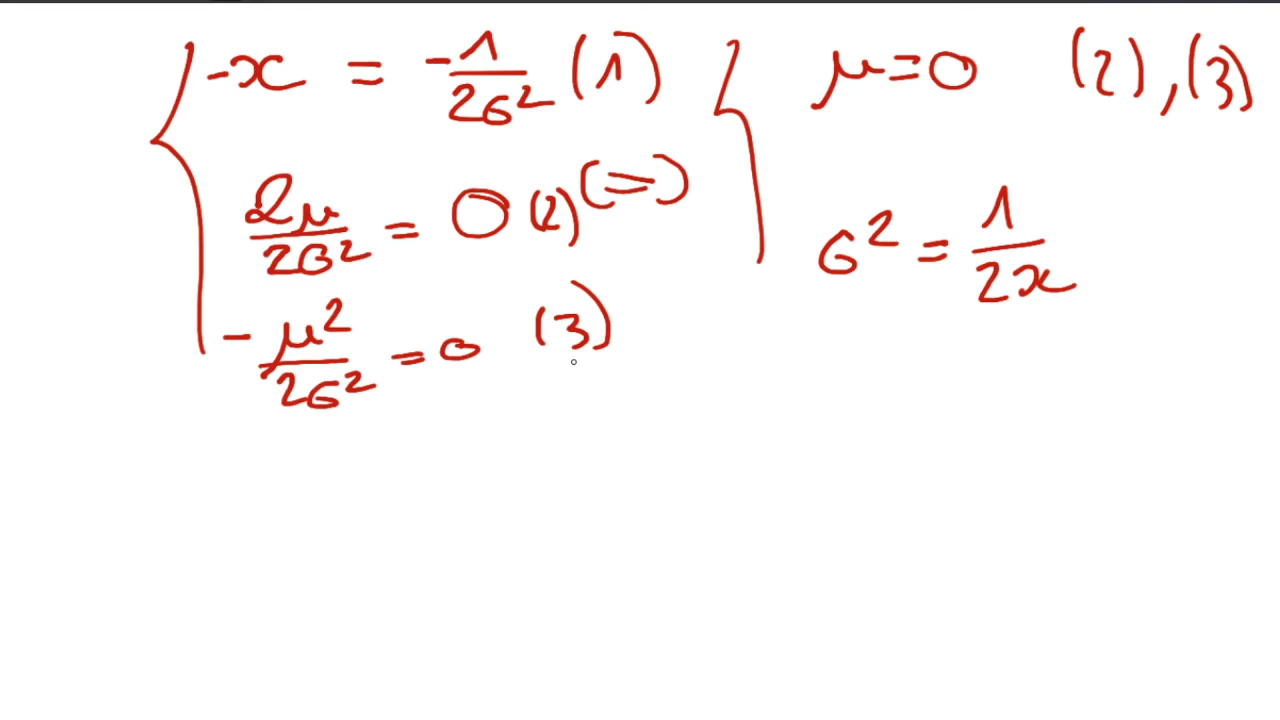 -x = -1/2σ² (1)
2μ/2σ² = 0 (2) (=)
-μ²/2σ² = 0 (3)
μ=0 (2),(3)
σ² = 1/2x